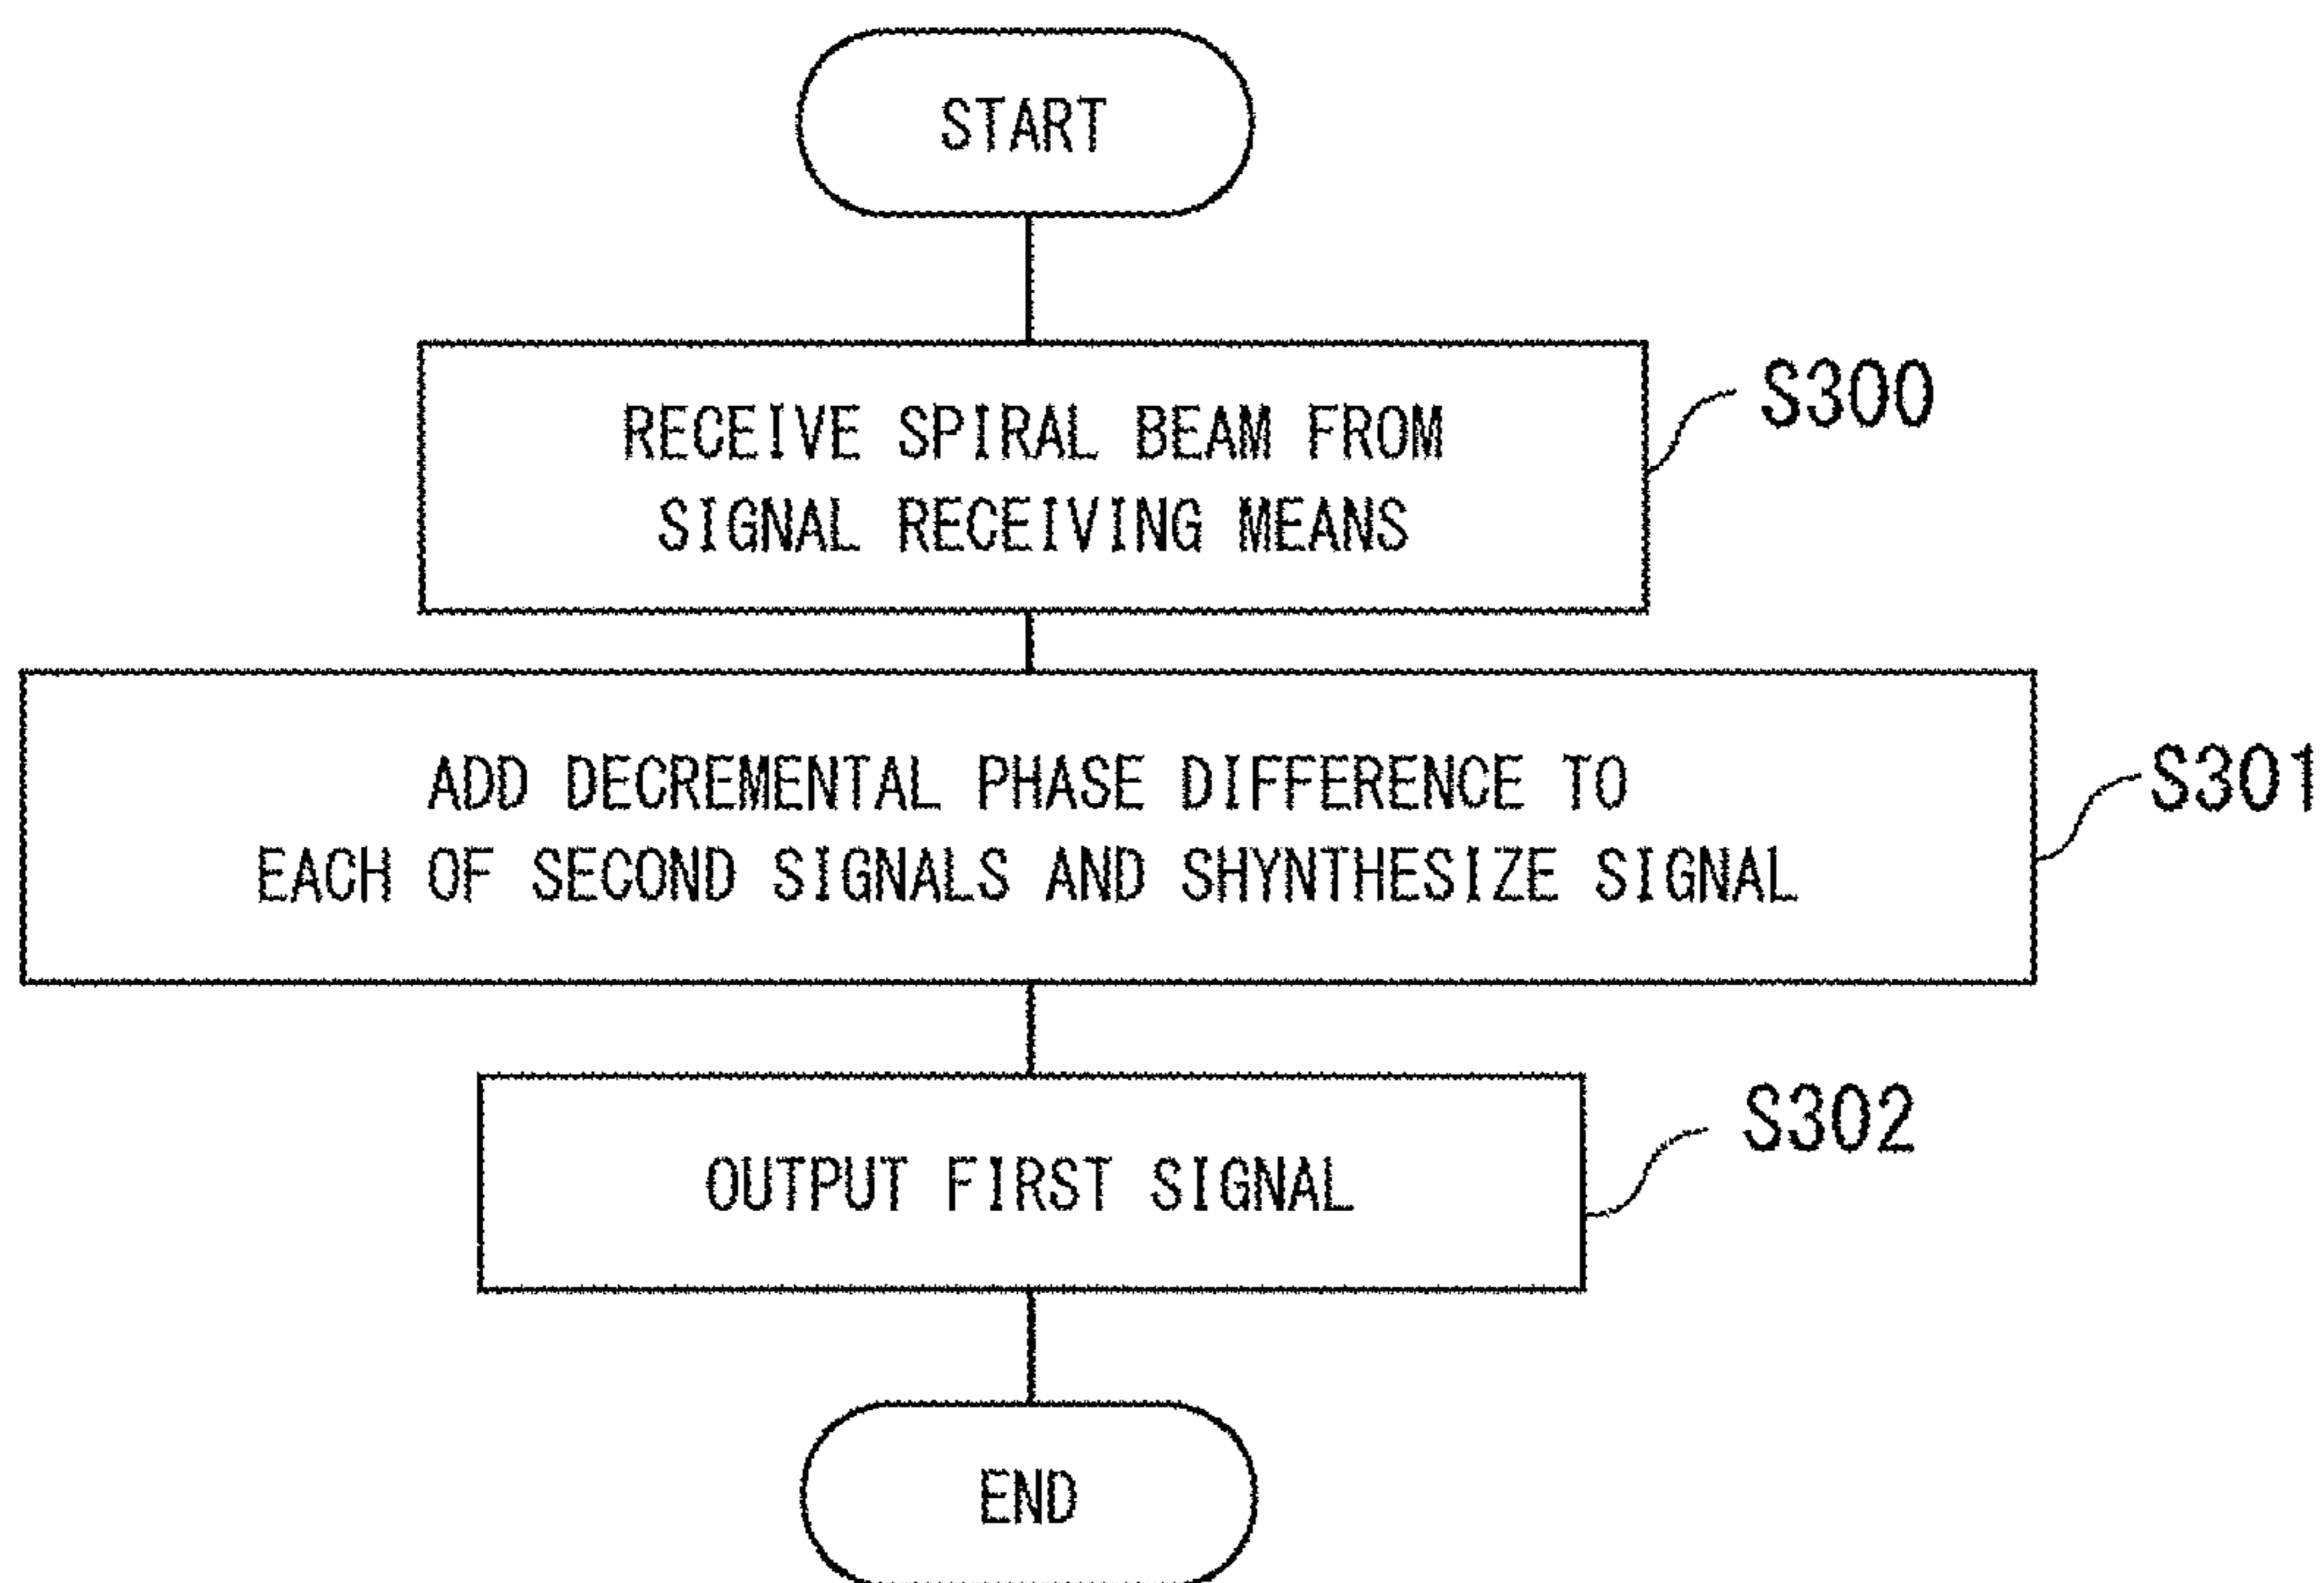 START
RECEIVE SPIRAL BEAM FROM
SIGNAL RECEIVING MEANS
S300
ADD DECREMENTAL PHASE DIFFERENCE TO
EACH OF SECOND SIGNALS AND SHYNTHESIZE SIGNAL
S301
OUTPUT FIRST SIGNAL
S302
END